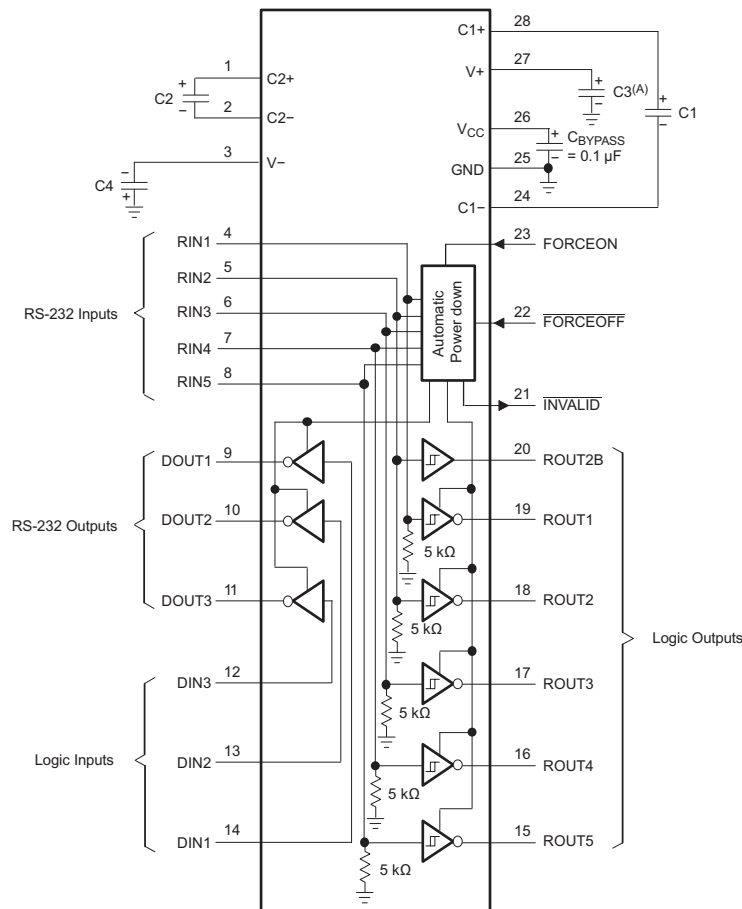 28
C1+
1
C2+
C2
2
C2−
27
V+
C3(A)
C1
26
VCC
CBYPASS
= 0.1 µF
3
V−
C4
25
GND
24
C1−
RS-232 Inputs
RIN1
4
RIN2
5
RIN3
6
RIN4
7
RIN5
8
Automatic
Power down
23
FORCEON
22
FORCEOFF
21
INVALID
RS-232 Outputs
DOUT1
9
DOUT2
10
DOUT3
11
20
ROUT2B
19
ROUT1
5 kΩ
18
ROUT2
5 kΩ
17
ROUT3
5 kΩ
16
ROUT4
5 kΩ
15
ROUT5
5 kΩ
Logic Outputs
Logic Inputs
DIN3
12
DIN2
13
DIN1
14
+
−
+
−
−
+
+
−
+
−
+
−